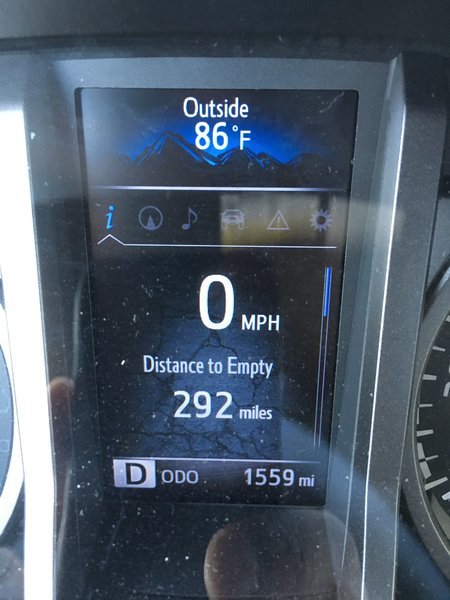 Outside
86°F
i
0 MPH
Distance to Empty
292 miles
D ODO 1559 mi